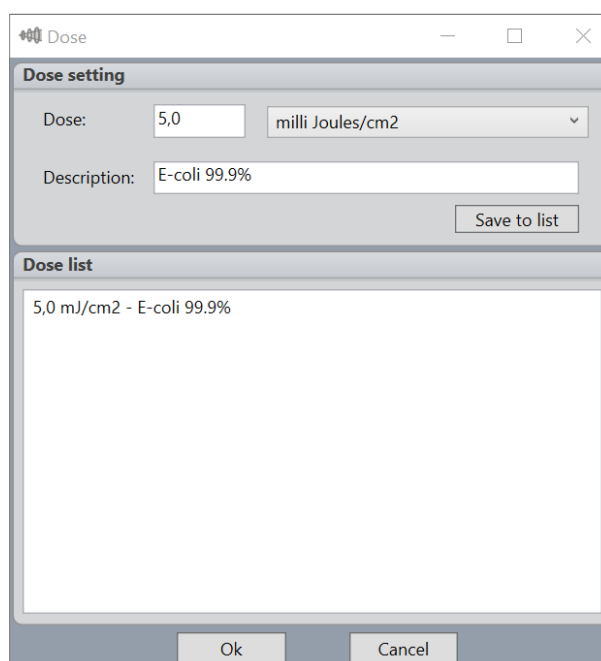 Dose
Dose setting
Dose: 5,0 milli Joules/cm2
Description: E-coli 99.9%
Save to list
Dose list
5,0 mJ/cm2 - E-coli 99.9%
Ok Cancel